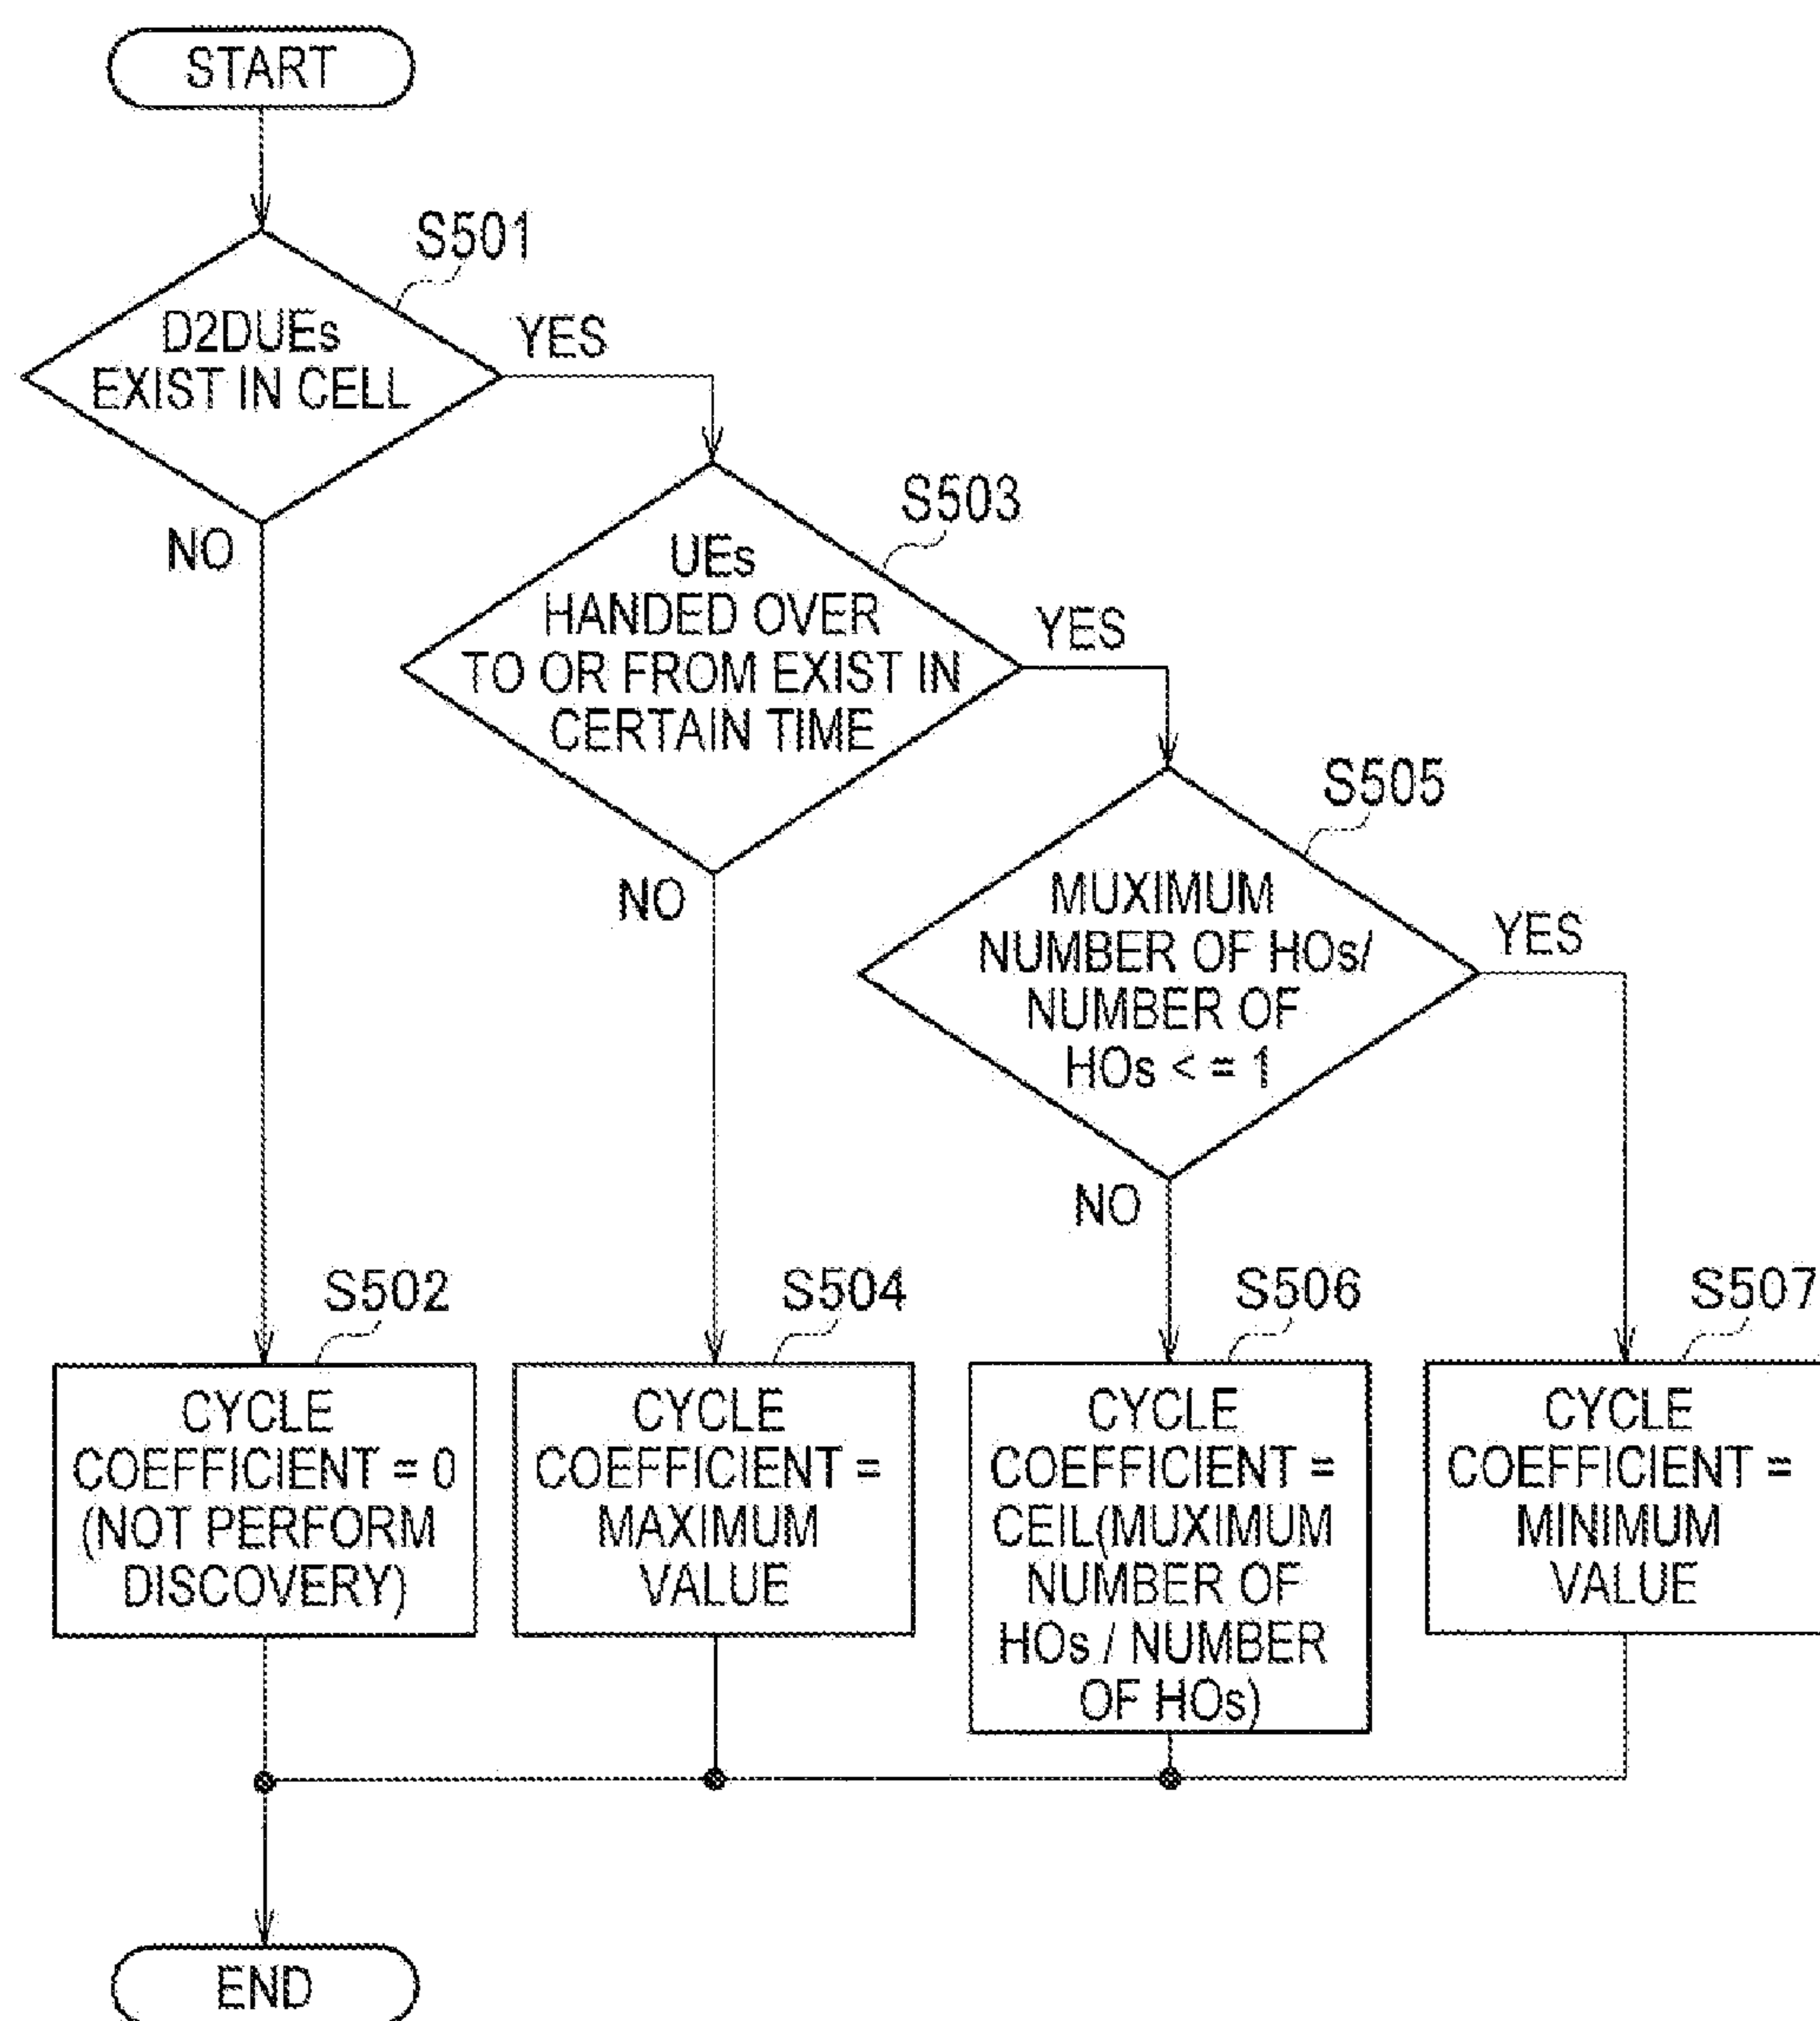 START
S501
D2DUEs
EXIST IN CELL
YES
NO
S503
UEs
HANDED OVER
TO OR FROM EXIST IN
CERTAIN TIME
YES
NO
S505
MUXIMUM
NUMBER OF HOs/
NUMBER OF
HOs < = 1
YES
NO
S502
CYCLE
COEFFICIENT = 0
(NOT PERFORM
DISCOVERY)
S504
CYCLE
COEFFICIENT =
MAXIMUM
VALUE
S506
CYCLE
COEFFICIENT =
CEIL(MUXIMUM
NUMBER OF
HOs / NUMBER
OF HOs)
S507
CYCLE
COEFFICIENT =
MINIMUM
VALUE
END